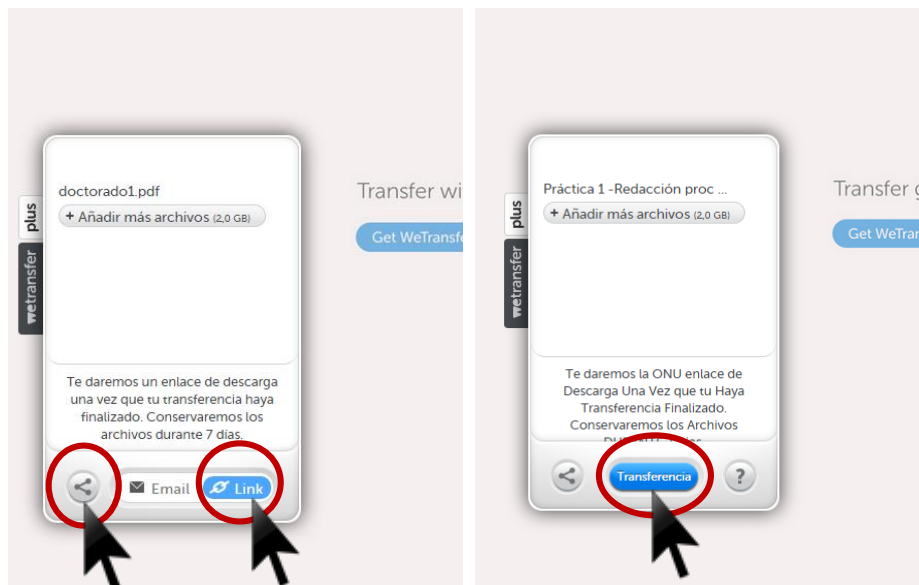 doctorado1.pdf
+ Añadir más archivos (2,0 GB)
plus
wetransfer
Te daremos un enlace de descarga
una vez que tu transferencia haya
finalizado. Conservaremos los
archivos durante 7 días.
Email
Link
Transfer wi
Get WeTransfe
Práctica 1 -Redacción proc ...
+ Añadir más archivos (2,0 GB)
plus
wetransfer
Te daremos la ONU enlace de
Descarga Una Vez que tu Haya
Transferencia Finalizado.
Conservaremos los Archivos
Transferencia
?
Transfer g
Get WeTran